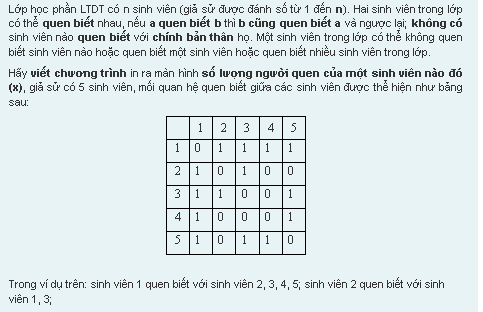 Lớp học phần LTDT có n sinh viên (giả sử được đánh số từ 1 đến n). Hai sinh viên trong lớp
có thể quen biết nhau, nếu a quen biết b thì b cũng quen biết a và ngược lại; không có
sinh viên nào quen biết với chính bản thân họ. Một sinh viên trong lớp có thể không quen
biết sinh viên nào hoặc quen biết một sinh viên hoặc quen biết nhiều sinh viên trong lớp.
Hãy viết chương trình in ra màn hình số lượng người quen của một sinh viên nào đó
(x), giả sử có 5 sinh viên, mối quan hệ quen biết giữa các sinh viên được thể hiện như bảng
sau:
1 2 3 4 5
1 0 1 1 1 1
2 1 0 1 0 0
3 1 1 0 0 1
4 1 0 0 0 1
5 1 0 1 1 0
Trong ví dụ trên: sinh viên 1 quen biết với sinh viên 2, 3, 4, 5; sinh viên 2 quen biết với sinh
viên 1, 3;